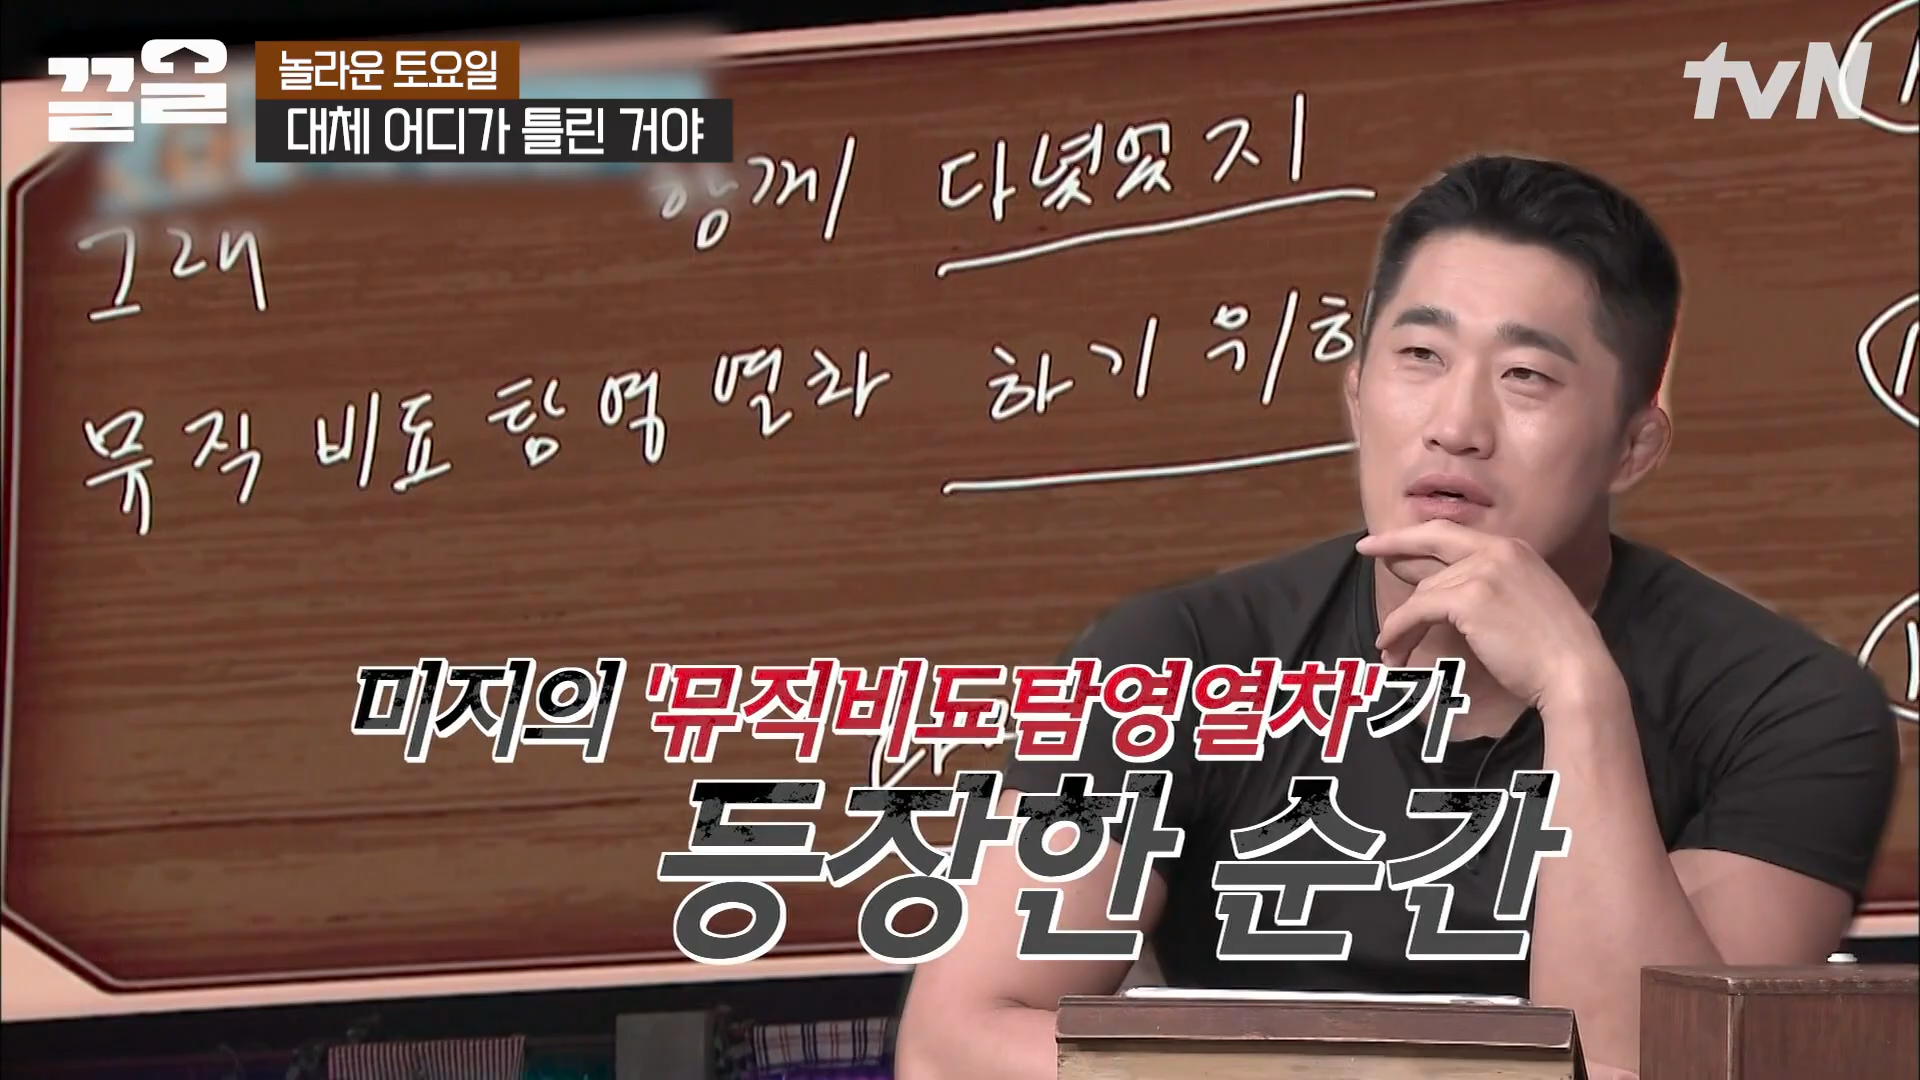 끌올
놀라운 토요일
대체 어디가 틀린 거야
tvN
그래 함께 다녔었지
뮤직비됴탐영열차 하기 위해
미지의 '뮤직비됴탐영열차'가
등장한 순간